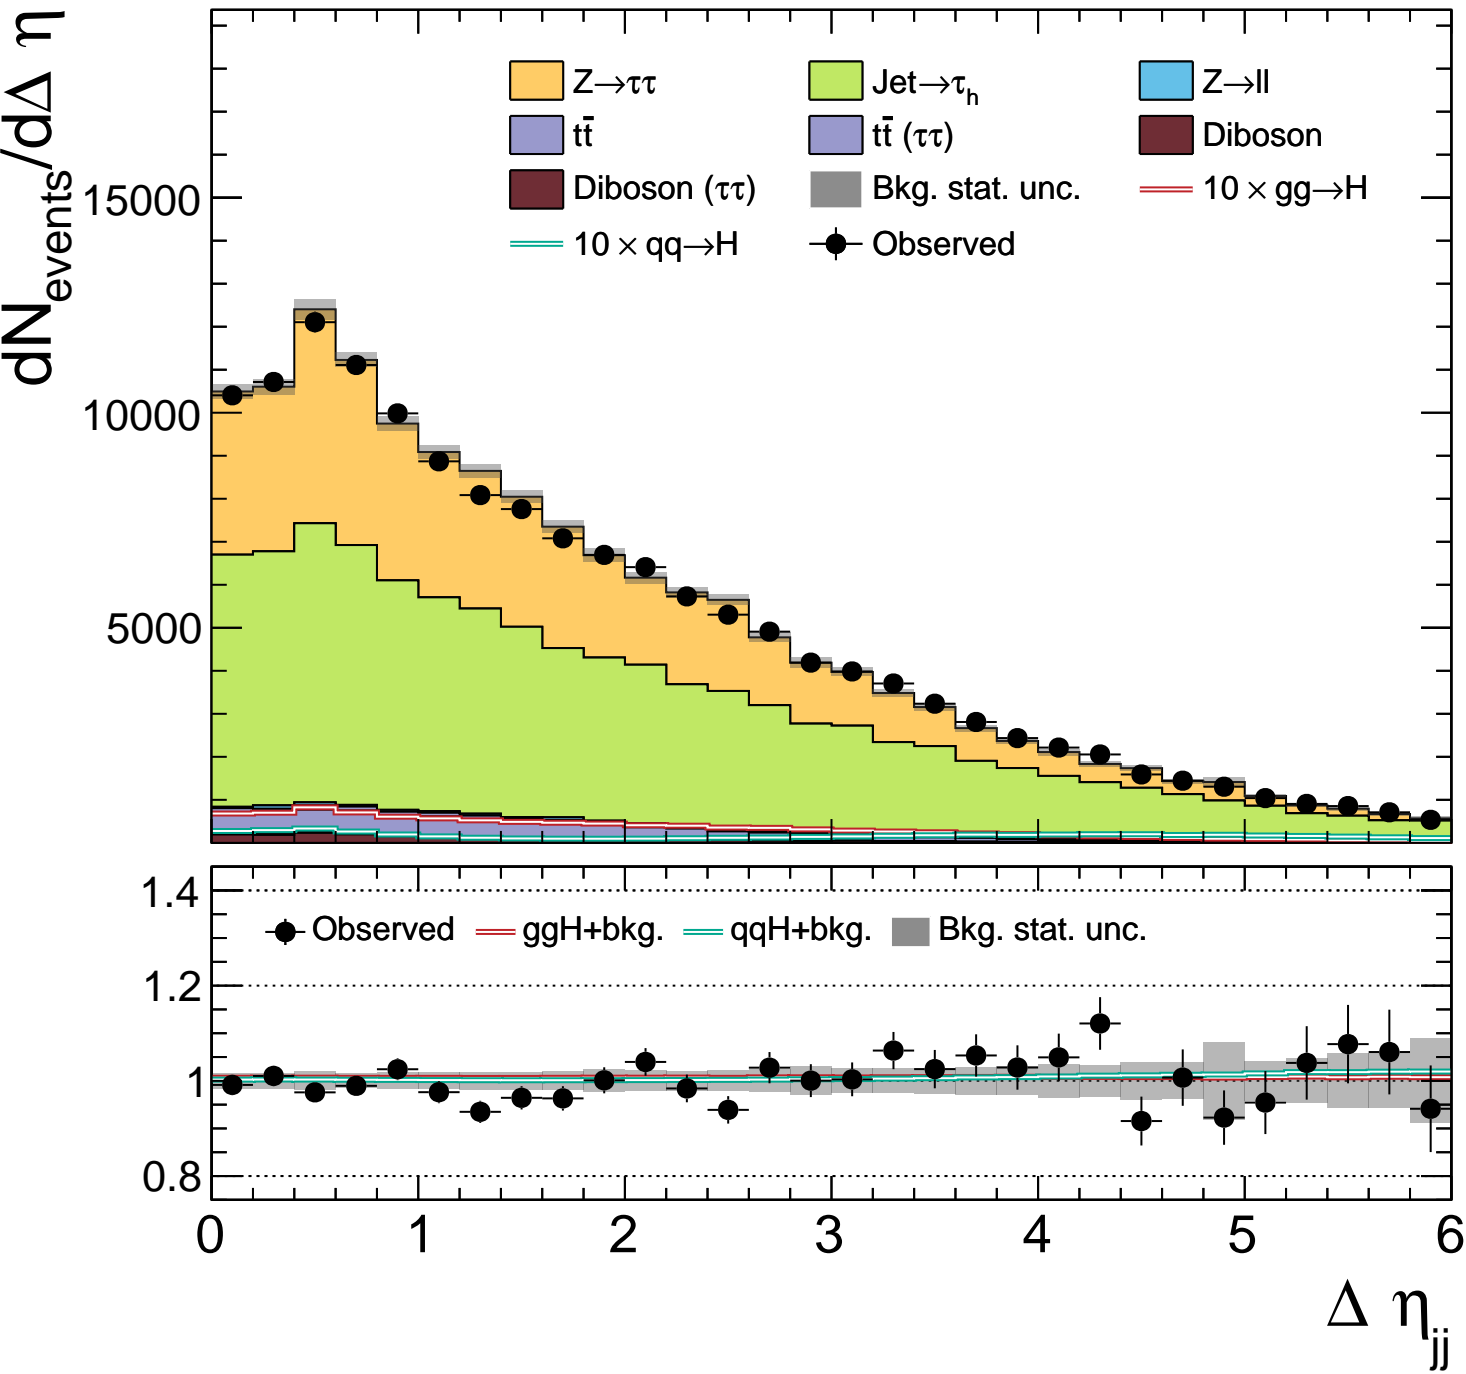 dN_events/dΔ η
Z→ττ Jet→τ_h Z→ll
tt̄ tt̄ (ττ) Diboson
Diboson (ττ) Bkg. stat. unc. 10 × gg→H
10 × qq→H Observed
15000
10000
5000
Observed ggH+bkg. qqH+bkg. Bkg. stat. unc.
1.4
1.2
1
0.8
0 1 2 3 4 5 6
Δ η_jj